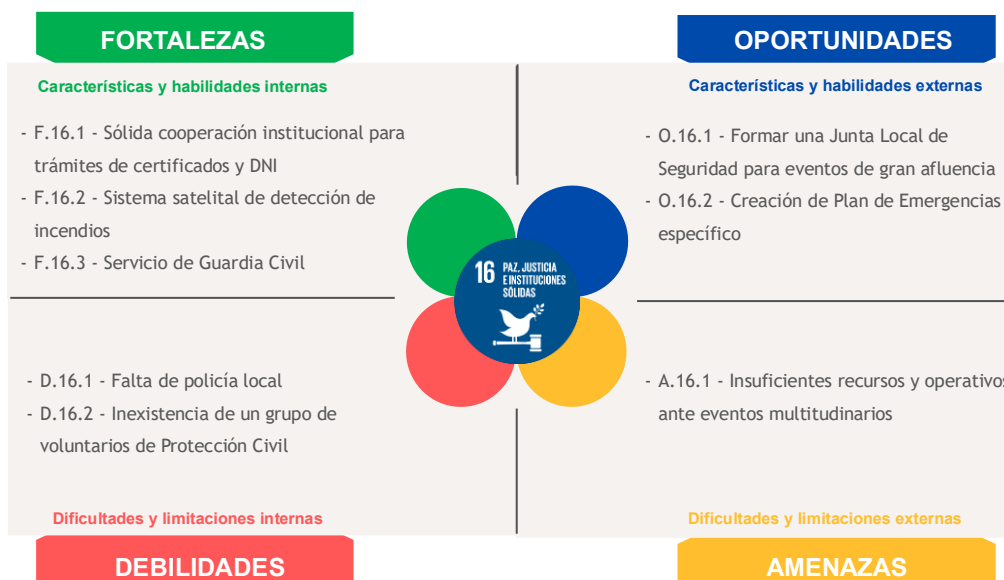 FORTALEZAS
Características y habilidades internas
- F.16.1 - Sólida cooperación institucional para
trámites de certificados y DNI
- F.16.2 - Sistema satelital de detección de
incendios
- F.16.3 - Servicio de Guardia Civil
OPORTUNIDADES
Características y habilidades externas
- O.16.1 - Formar una Junta Local de
Seguridad para eventos de gran afluencia
- O.16.2 - Creación de Plan de Emergencias
específico
16 PAZ, JUSTICIA
E INSTITUCIONES
SÓLIDAS
- D.16.1 - Falta de policía local
- D.16.2 - Inexistencia de un grupo de
voluntarios de Protección Civil
Dificultades y limitaciones internas
DEBILIDADES
- A.16.1 - Insuficientes recursos y operativos
ante eventos multitudinarios
Dificultades y limitaciones externas
AMENAZAS